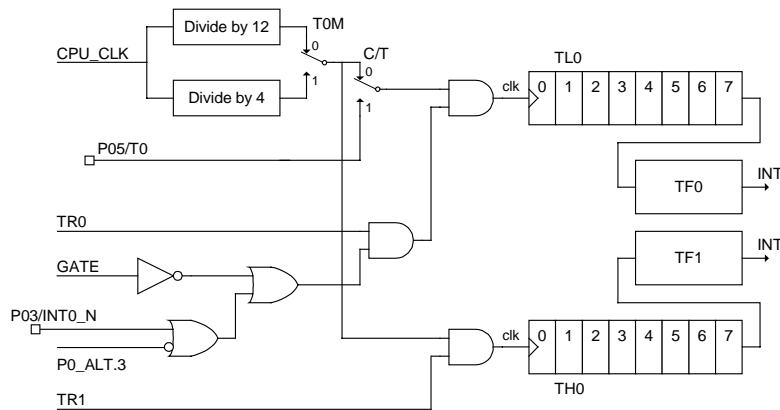 Divide by 12
T0M
CPU_CLK
0
1
C/T
0
1
Divide by 4
TL0
clk
0 1 2 3 4 5 6 7
P05/T0
TF0
INT
TR0
TF1
INT
GATE
P03/INT0_N
clk
0 1 2 3 4 5 6 7
P0_ALT.3
TH0
TR1